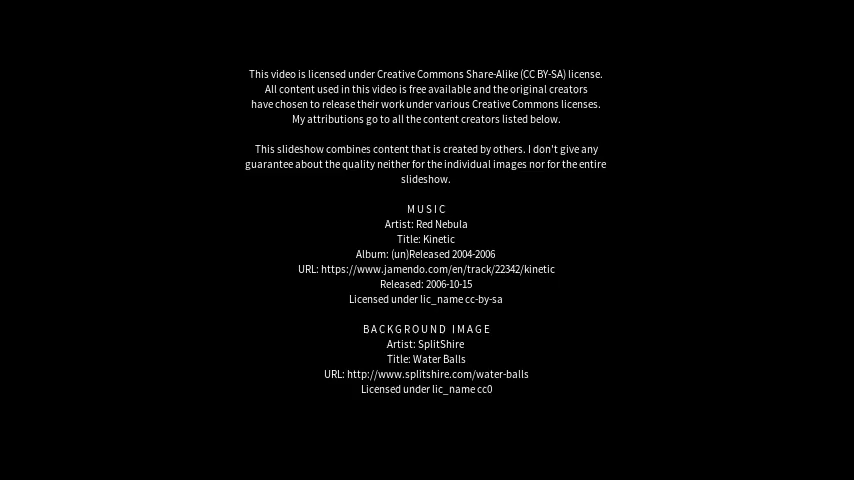 This video is licensed under Creative Commons Share-Alike (CC BY-SA) license.
All content used in this video is free available and the original creators
have chosen to release their work under various Creative Commons licenses.
My attributions go to all the content creators listed below.
This slideshow combines content that is created by others. I don't give any
guarantee about the quality neither for the individual images nor for the entire
slideshow.
MUSIC
Artist: Red Nebula
Title: Kinetic
Album: (un)Released 2004-2006
URL: https://www.jamendo.com/en/track/22342/kinetic
Released: 2006-10-15
Licensed under lic_name cc-by-sa
BACKGROUND IMAGE
Artist: SplitShire
Title: Water Balls
URL: http://www.splitshire.com/water-balls
Licensed under lic_name cc0